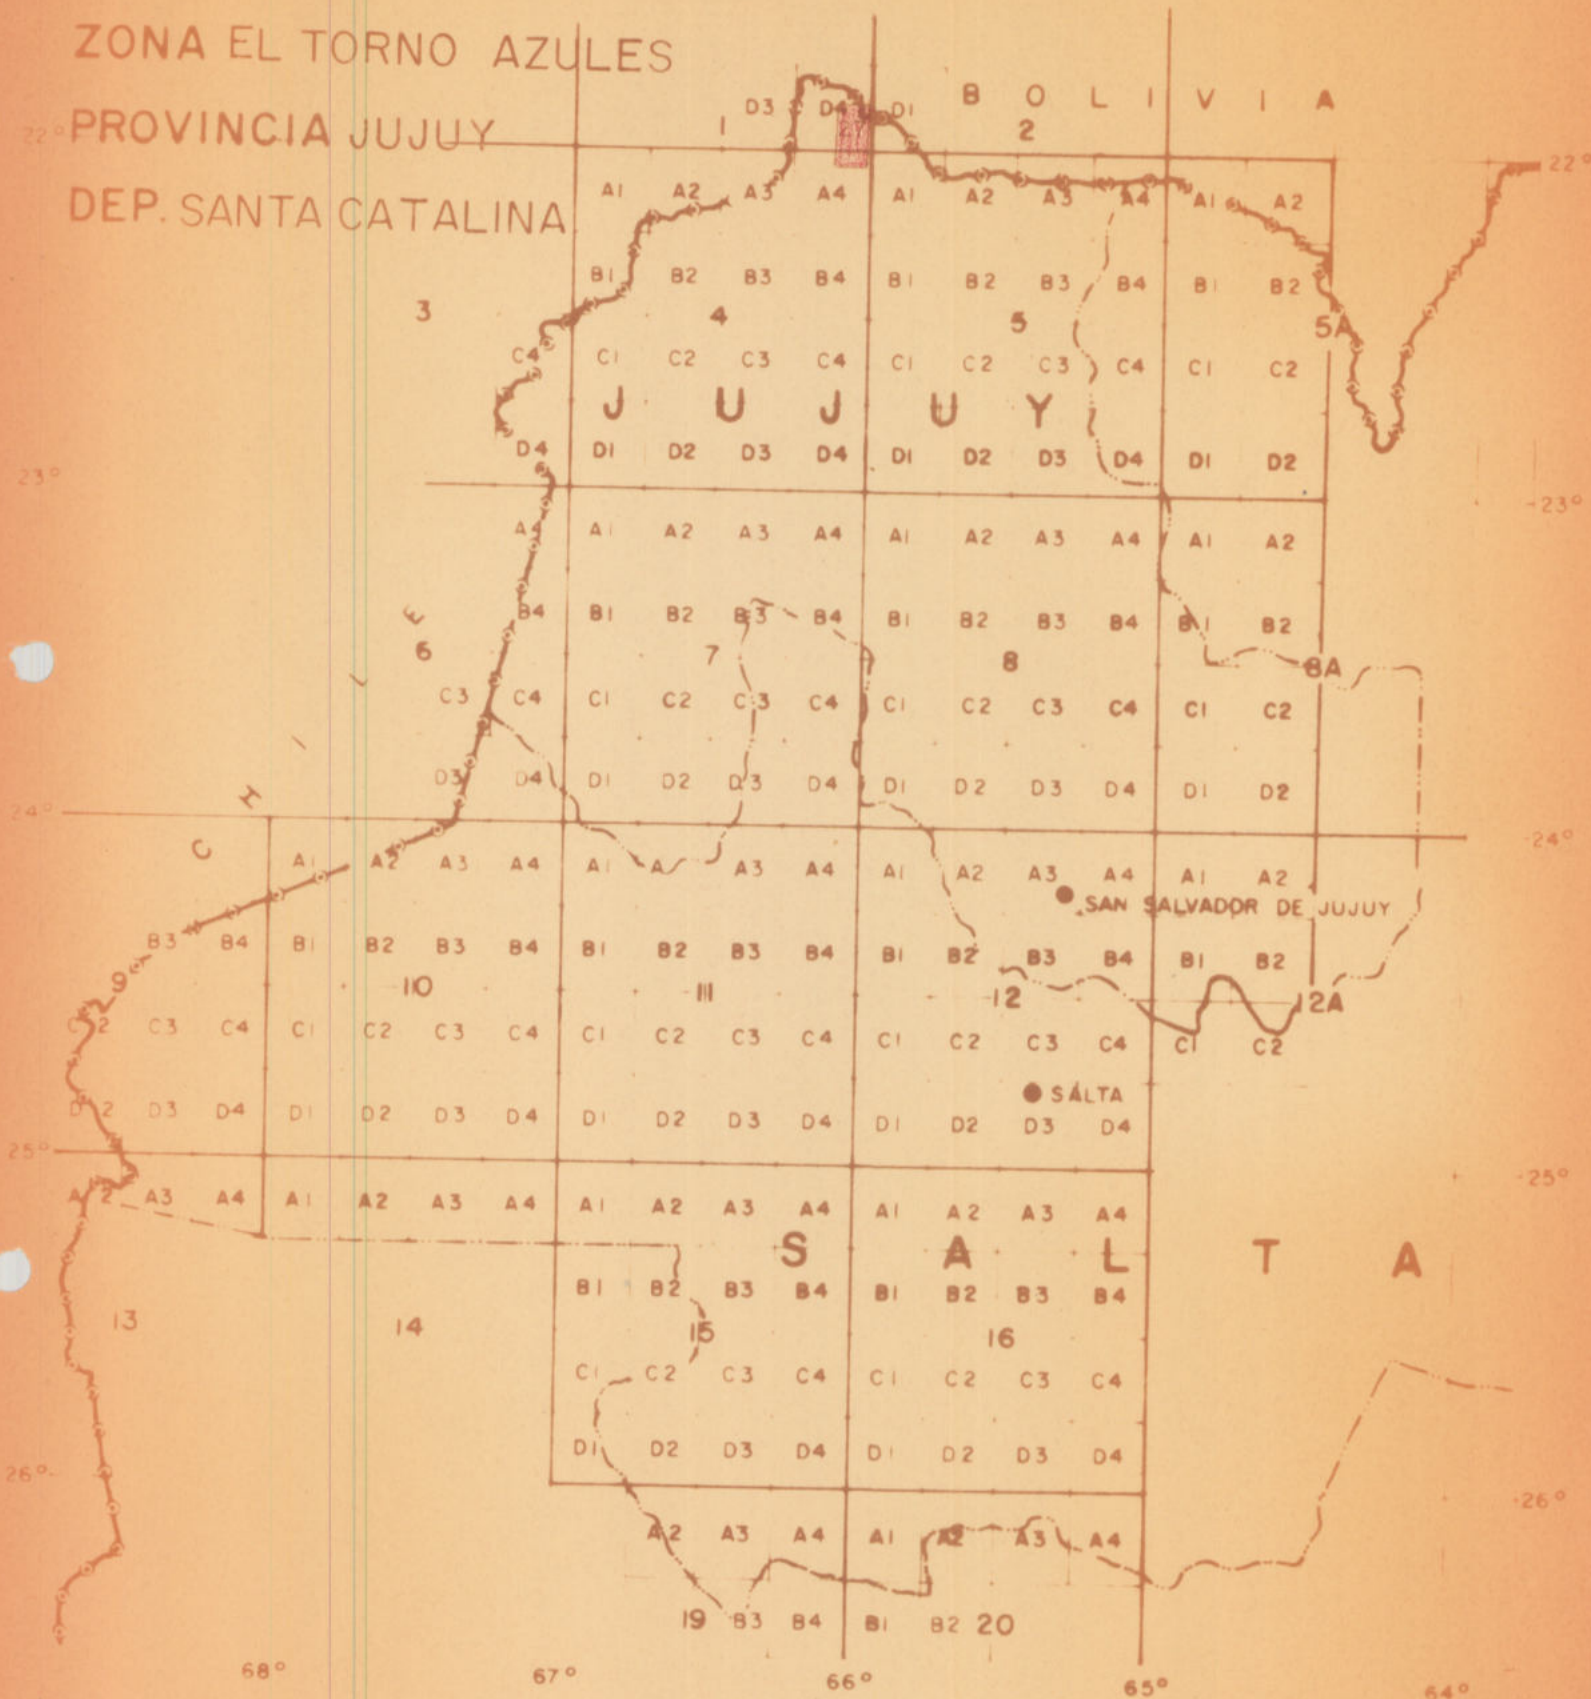 ZONA EL TORNO AZULES
D3 D4 D1 B O L I V I A
22° PROVINCIA JUJUY 1 2
22°
DEP. SANTA CATALINA A1 A2 A3 A4 A1 A2 A3 A4 A1 A2
B1 B2 B3 B4 B1 B2 B3 B4 B1 B2
3 4 5 5A
C4 C1 C2 C3 C4 C1 C2 C3 C4 C1 C2
J U J U Y
D4 D1 D2 D3 D4 D1 D2 D3 D4 D1 D2
23° 23°
A4 A1 A2 A3 A4 A1 A2 A3 A4 A1 A2
B4 B1 B2 B3 B4 B1 B2 B3 B4 B1 B2
6 7 8 8A
C3 C4 C1 C2 C3 C4 C1 C2 C3 C4 C1 C2
D3 D4 D1 D2 D3 D4 D1 D2 D3 D4 D1 D2
C H I L E
24° 24°
A1 A2 A3 A4 A1 A A3 A4 A1 A2 A3 A4 A1 A2
SAN SALVADOR DE JUJUY
B3 B4 B1 B2 B3 B4 B1 B2 B3 B4 B1 B2 B3 B4 B1 B2
9 10 11 12 12A
C2 C3 C4 C1 C2 C3 C4 C1 C2 C3 C4 C1 C2 C3 C4 C1 C2
SALTA
D2 D3 D4 D1 D2 D3 D4 D1 D2 D3 D4 D1 D2 D3 D4
25° 25°
A2 A3 A4 A1 A2 A3 A4 A1 A2 A3 A4 A1 A2 A3 A4
S A L T A
B1 B2 B3 B4 B1 B2 B3 B4
13 14 15 16
C1 C2 C3 C4 C1 C2 C3 C4
D1 D2 D3 D4 D1 D2 D3 D4
26° 26°
A2 A3 A4 A1 A2 A3 A4
19 B3 B4 B1 B2 20
68° 67° 66° 65° 64°